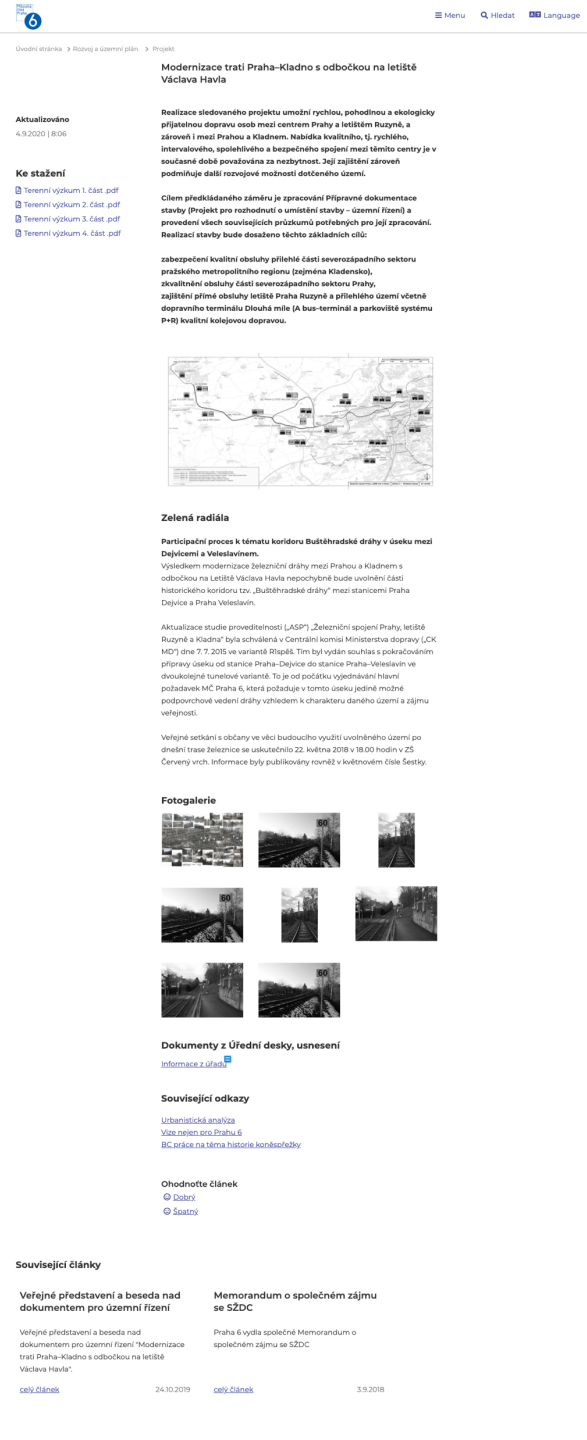 Městská
část
Praha
6
Menu
Hledat
Language
Úvodní stránka > Rozvoj a územní plán > Projekt
Modernizace trati Praha–Kladno s odbočkou na letiště
Václava Havla
Aktualizováno
4.9.2020 | 8:06
Ke stažení
Terenní výzkum 1. část .pdf
Terenní výzkum 2. část .pdf
Terenní výzkum 3. část .pdf
Terenní výzkum 4. část .pdf
Realizace sledovaného projektu umožní rychlou, pohodlnou a ekologicky
přijatelnou dopravu osob mezi centrem Prahy a letištěm Ruzyně, a
zároveň i mezi Prahou a Kladnem. Nabídka kvalitního, tj. rychlého,
intervalového, spolehlivého a bezpečného spojení mezi těmito centry je v
současné době považována za nezbytnost. Její zajištění zároveň
podmiňuje další rozvojové možnosti dotčeného území.
Cílem předkládaného záměru je zpracování Přípravné dokumentace
stavby (Projekt pro rozhodnutí o umístění stavby – územní řízení) a
provedení všech souvisejících průzkumů potřebných pro její zpracování.
Realizací stavby bude dosaženo těchto základních cílů:
zabezpečení kvalitní obsluhy přilehlé části severozápadního sektoru
pražského metropolitního regionu (zejména Kladensko),
zkvalitnění obsluhy části severozápadního sektoru Prahy,
zajištění přímé obsluhy letiště Praha Ruzyně a přilehlého území včetně
dopravního terminálu Dlouhá míle (A bus–terminál a parkoviště systému
P+R) kvalitní kolejovou dopravou.
Zelená radiála
Participační proces k tématu koridoru Buštěhradské dráhy v úseku mezi
Dejvicemi a Veleslavínem.
Výsledkem modernizace železniční dráhy mezi Prahou a Kladnem s
odbočkou na Letiště Václava Havla nepochybně bude uvolnění části
historického koridoru tzv. „Buštěhradské dráhy" mezi stanicemi Praha
Dejvice a Praha Veleslavín.
Aktualizace studie proveditelnosti („ASP") „Železniční spojení Prahy, letiště
Ruzyně a Kladna" byla schválena v Centrální komisi Ministerstva dopravy („CK
MD") dne 7. 7. 2015 ve variantě R1spěš. Tím byl vydán souhlas s pokračováním
přípravy úseku od stanice Praha–Dejvice do stanice Praha–Veleslavín ve
dvoukolejné tunelové variantě. To je od počátku vyjednávání hlavní
požadavek MČ Praha 6, která požaduje v tomto úseku jedině možné
podpovrchové vedení dráhy vzhledem k charakteru daného území a zájmu
veřejnosti.
Veřejné setkání s občany ve věci budoucího využití uvolněného území po
dnešní trase železnice se uskutečnilo 22. května 2018 v 18.00 hodin v ZŠ
Červený vrch. Informace byly publikovány rovněž v květnovém čísle Šestky.
Fotogalerie
60
60
60
Dokumenty z Úřední desky, usnesení
Informace z úřadu
Související odkazy
Urbanistická analýza
Vize nejen pro Prahu 6
BC práce na téma historie koněspřežky
Ohodnoťte článek
Dobrý
Špatný
Související články
Veřejné představení a beseda nad
dokumentem pro územní řízení
Veřejné představení a beseda nad
dokumentem pro územní řízení "Modernizace
trati Praha–Kladno s odbočkou na letiště
Václava Havla".
celý článek 24.10.2019
Memorandum o společném zájmu
se SŽDC
Praha 6 vydla společné Memorandum o
společném zájmu se SŽDC
celý článek 3.9.2018